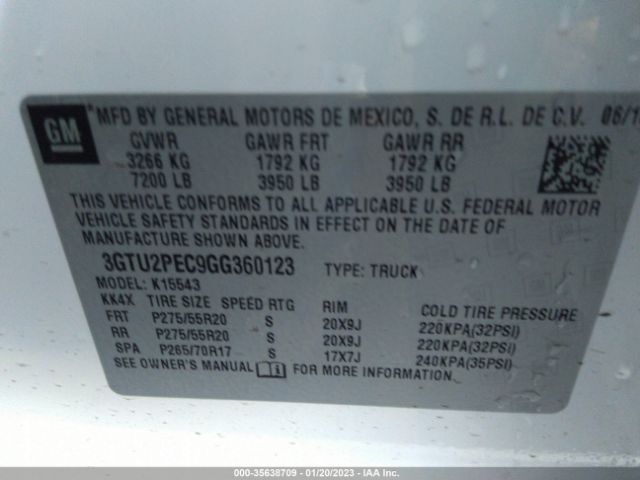 GM
*MFD BY GENERAL MOTORS DE MEXICO, S. DE R.L. DE C.V. 06/1
GVWR GAWR FRT GAWR RR
3266 KG 1792 KG 1792 KG
7200 LB 3950 LB 3950 LB
THIS VEHICLE CONFORMS TO ALL APPLICABLE U.S. FEDERAL MOTOR
VEHICLE SAFETY STANDARDS IN EFFECT ON THE DATE OF
MANUFACTURE SHOWN ABOVE.
3GTU2PEC9GG360123 TYPE: TRUCK
MODEL: K15543
KK4X TIRE SIZE SPEED RTG RIM COLD TIRE PRESSURE
FRT P275/55R20 S 20X9J 220KPA(32PSI)
RR P275/55R20 S 20X9J 220KPA(32PSI)
SPA P265/70R17 S 17X7J 240KPA(35PSI)
SEE OWNER'S MANUAL FOR MORE INFORMATION
000-35638709 - 01/20/2023 - IAA Inc.